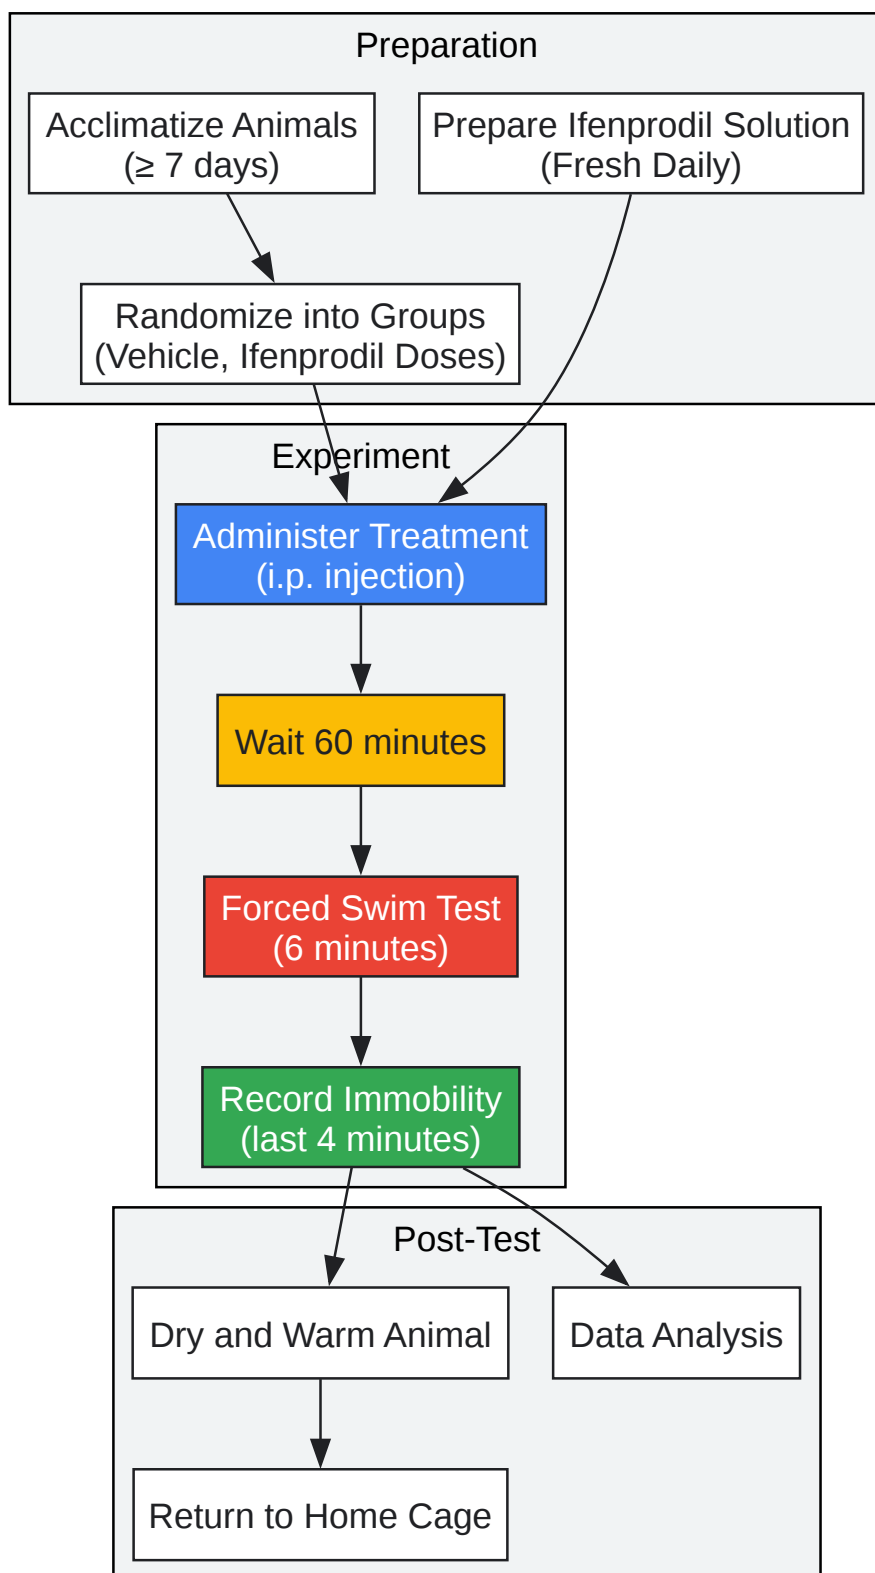 Preparation
Acclimatize Animals
(≥ 7 days)
Prepare Ifenprodil Solution
(Fresh Daily)
Randomize into Groups
(Vehicle, Ifenprodil Doses)
Experiment
Administer Treatment
(i.p. injection)
Wait 60 minutes
Forced Swim Test
(6 minutes)
Record Immobility
(last 4 minutes)
Post-Test
Dry and Warm Animal
Data Analysis
Return to Home Cage